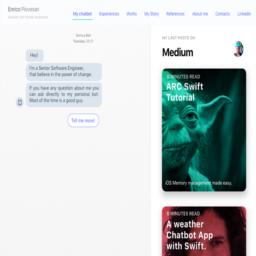 Enrico Piovesan
My chatbot
Experiences
Works
My Story
References
About me
Contacts
LinkedIn
Hey!
I'm a Senior Software Engineer,
that believe in the power of change.
If you have any question about me you
can ask directly to my personal bot.
Most of the time is a good guy.
Tell me more!
MY LAST POSTS ON
Medium
8 MINUTES READ
ARC Swift
Tutorial
iOS Memory management made easy.
8 MINUTES READ
A weather
Chatbot App
with Swift.